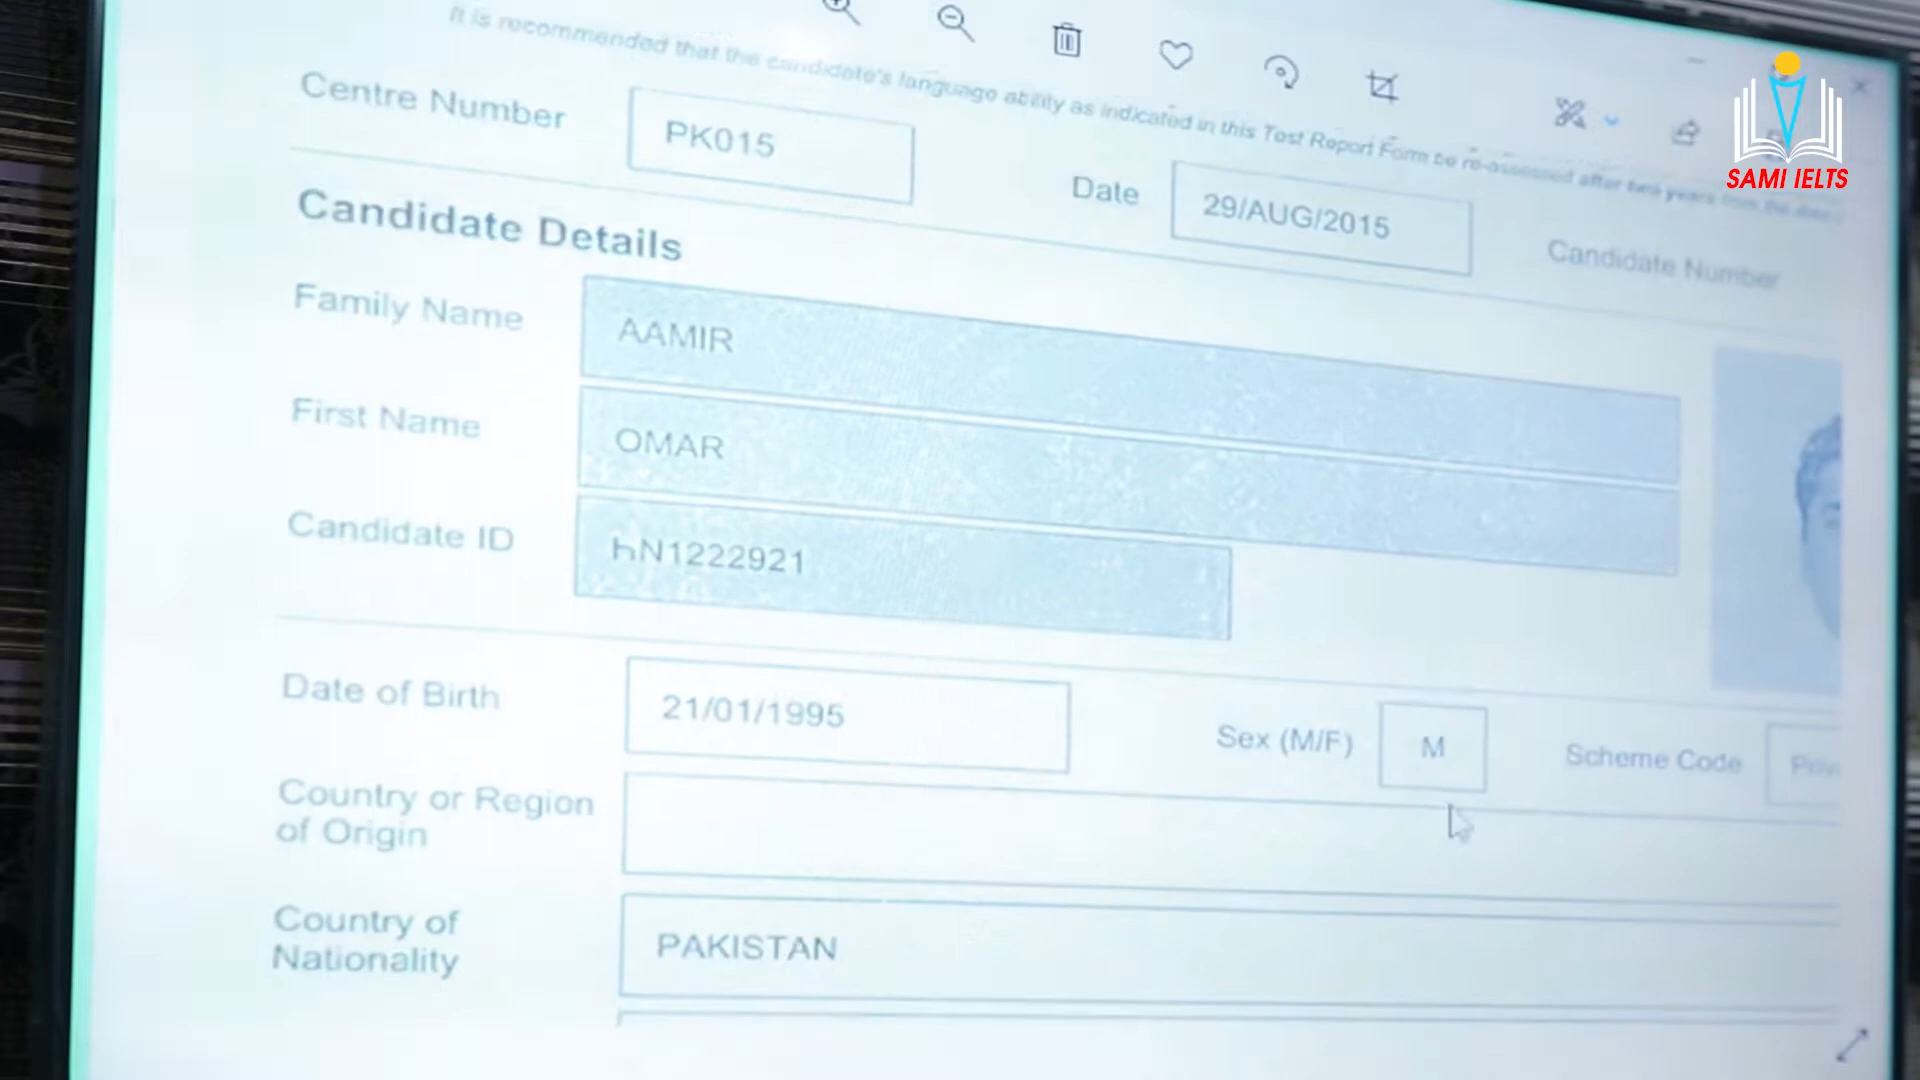 It is recommended that the candidate's language ability as indicated in this Test Report Form be re-assessed after two years from the date
Centre Number PK015 Date 29/AUG/2015 Candidate Number
SAMI IELTS
Candidate Details
Family Name AAMIR
First Name OMAR
Candidate ID N1222921
Date of Birth 21/01/1995 Sex (M/F) M Scheme Code
Country or Region
of Origin
Country of
Nationality PAKISTAN